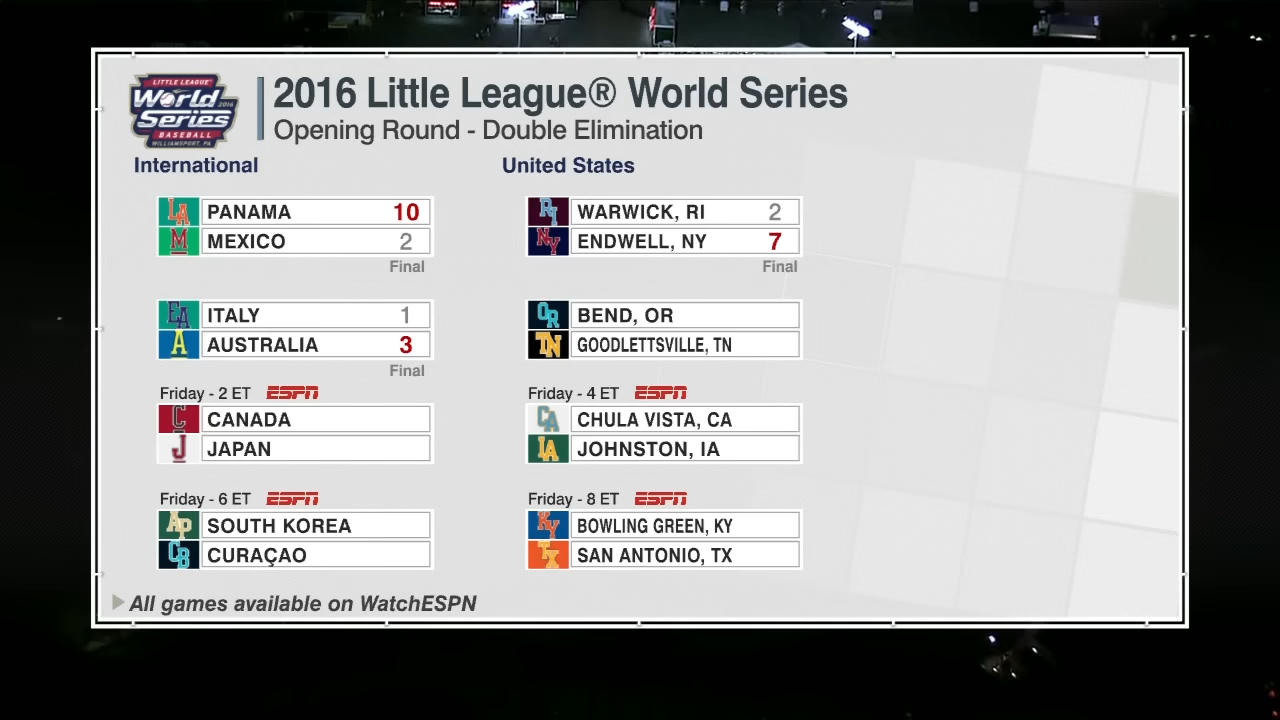 LITTLE LEAGUE
World 2016
Series
BASEBALL
WILLIAMSPORT, PA
2016 Little League® World Series
Opening Round - Double Elimination
International
LA PANAMA 10
M MEXICO 2
Final
EA ITALY 1
A AUSTRALIA 3
Final
Friday - 2 ET ESPN
C CANADA
J JAPAN
Friday - 6 ET ESPN
AP SOUTH KOREA
CB CURAÇAO
United States
RI WARWICK, RI 2
NY ENDWELL, NY 7
Final
OR BEND, OR
TN GOODLETTSVILLE, TN
Friday - 4 ET ESPN
CA CHULA VISTA, CA
IA JOHNSTON, IA
Friday - 8 ET ESPN
KY BOWLING GREEN, KY
TX SAN ANTONIO, TX
All games available on WatchESPN